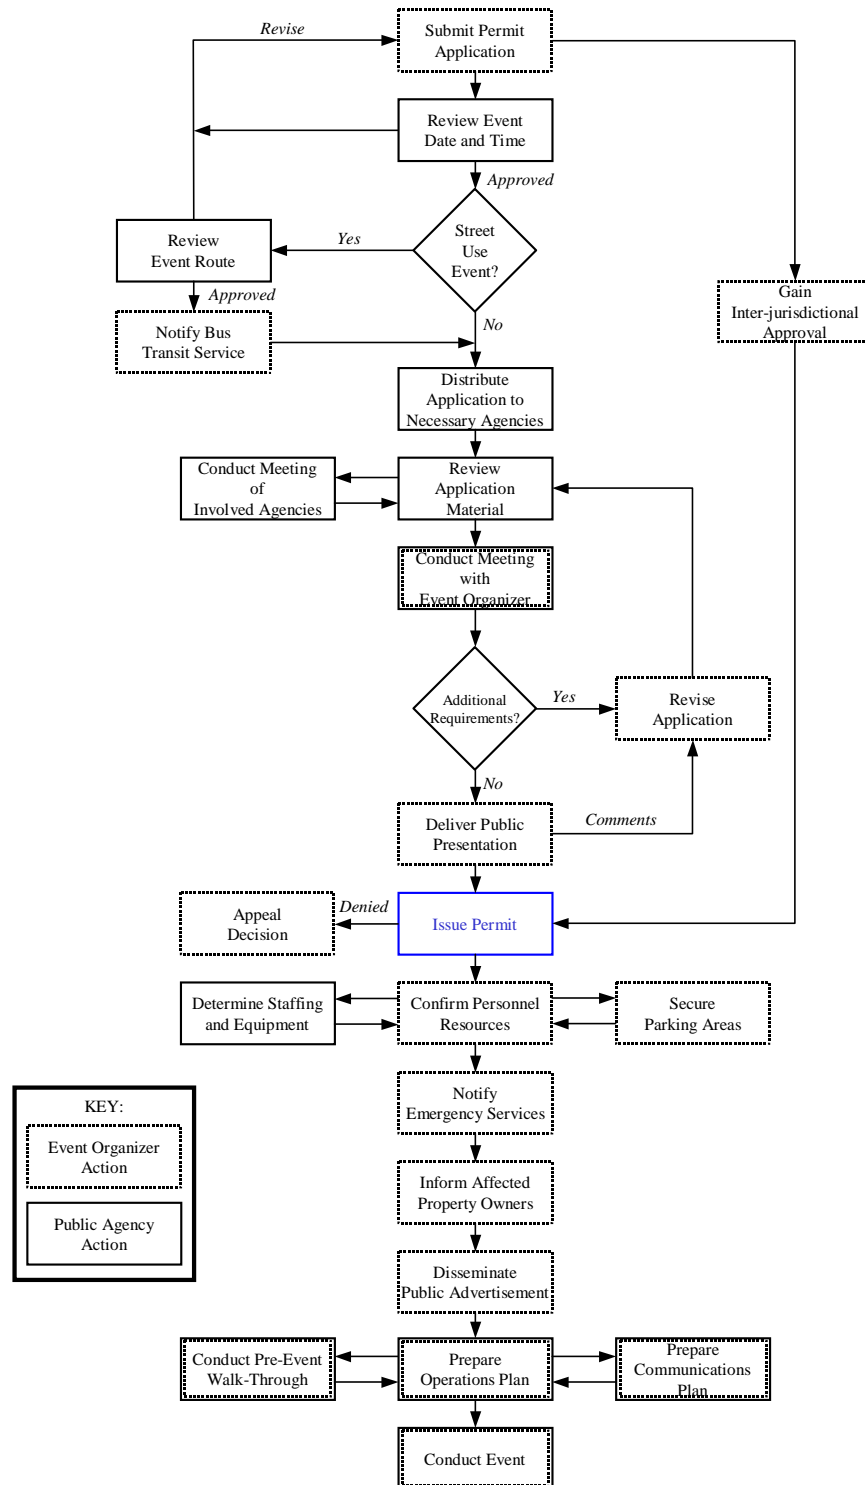 Revise
Submit Permit
Application
Review Event
Date and Time
Approved
Street
Use
Event?
Yes
Review
Event Route
Approved
Notify Bus
Transit Service
No
Gain
Inter-jurisdictional
Approval
Distribute
Application to
Necessary Agencies
Conduct Meeting
of
Involved Agencies
Review
Application
Material
Conduct Meeting
with
Event Organizer
Additional
Requirements?
Yes
Revise
Application
No
Deliver Public
Presentation
Comments
Appeal
Decision
Denied
Issue Permit
Determine Staffing
and Equipment
Confirm Personnel
Resources
Secure
Parking Areas
Notify
Emergency Services
KEY:
Event Organizer
Action
Public Agency
Action
Inform Affected
Property Owners
Disseminate
Public Advertisement
Conduct Pre-Event
Walk-Through
Prepare
Operations Plan
Prepare
Communications
Plan
Conduct Event